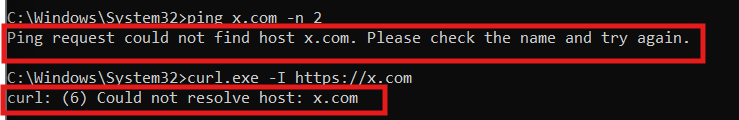 C:\Windows\System32>ping x.com -n 2
Ping request could not find host x.com. Please check the name and try again.
C:\Windows\System32>curl.exe -I https://x.com
curl: (6) Could not resolve host: x.com